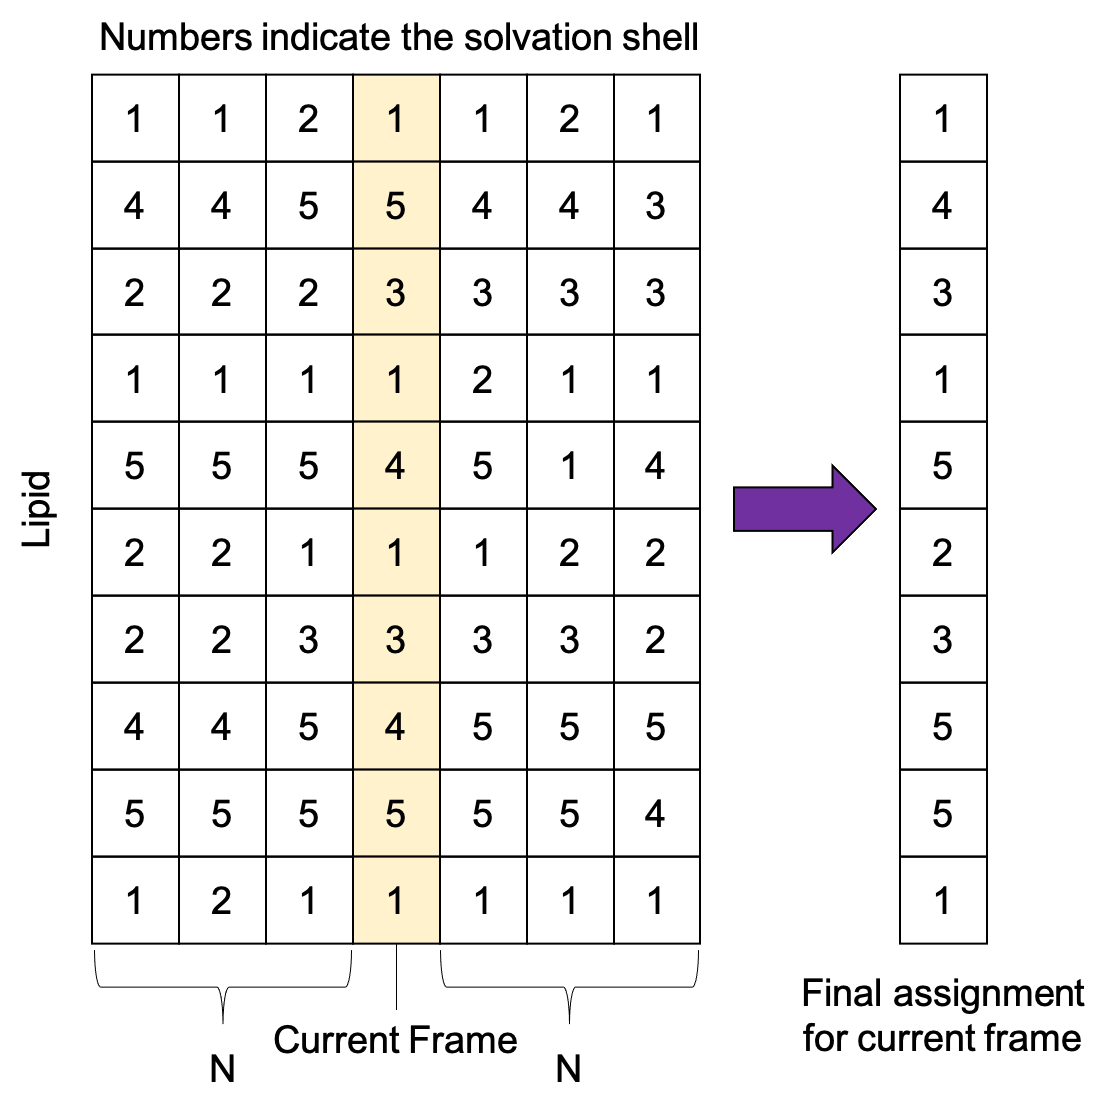 Numbers indicate the solvation shell
1 1 2 1 1 2 1 1
4 4 5 5 4 4 3 4
2 2 2 3 3 3 3 3
1 1 1 1 2 1 1 1
5 5 5 4 5 1 4 5
2 2 1 1 1 2 2 2
2 2 3 3 3 3 2 3
4 4 5 4 5 5 5 5
5 5 5 5 5 5 4 5
1 2 1 1 1 1 1 1
Lipid
N
Current Frame
N
Final assignment
for current frame